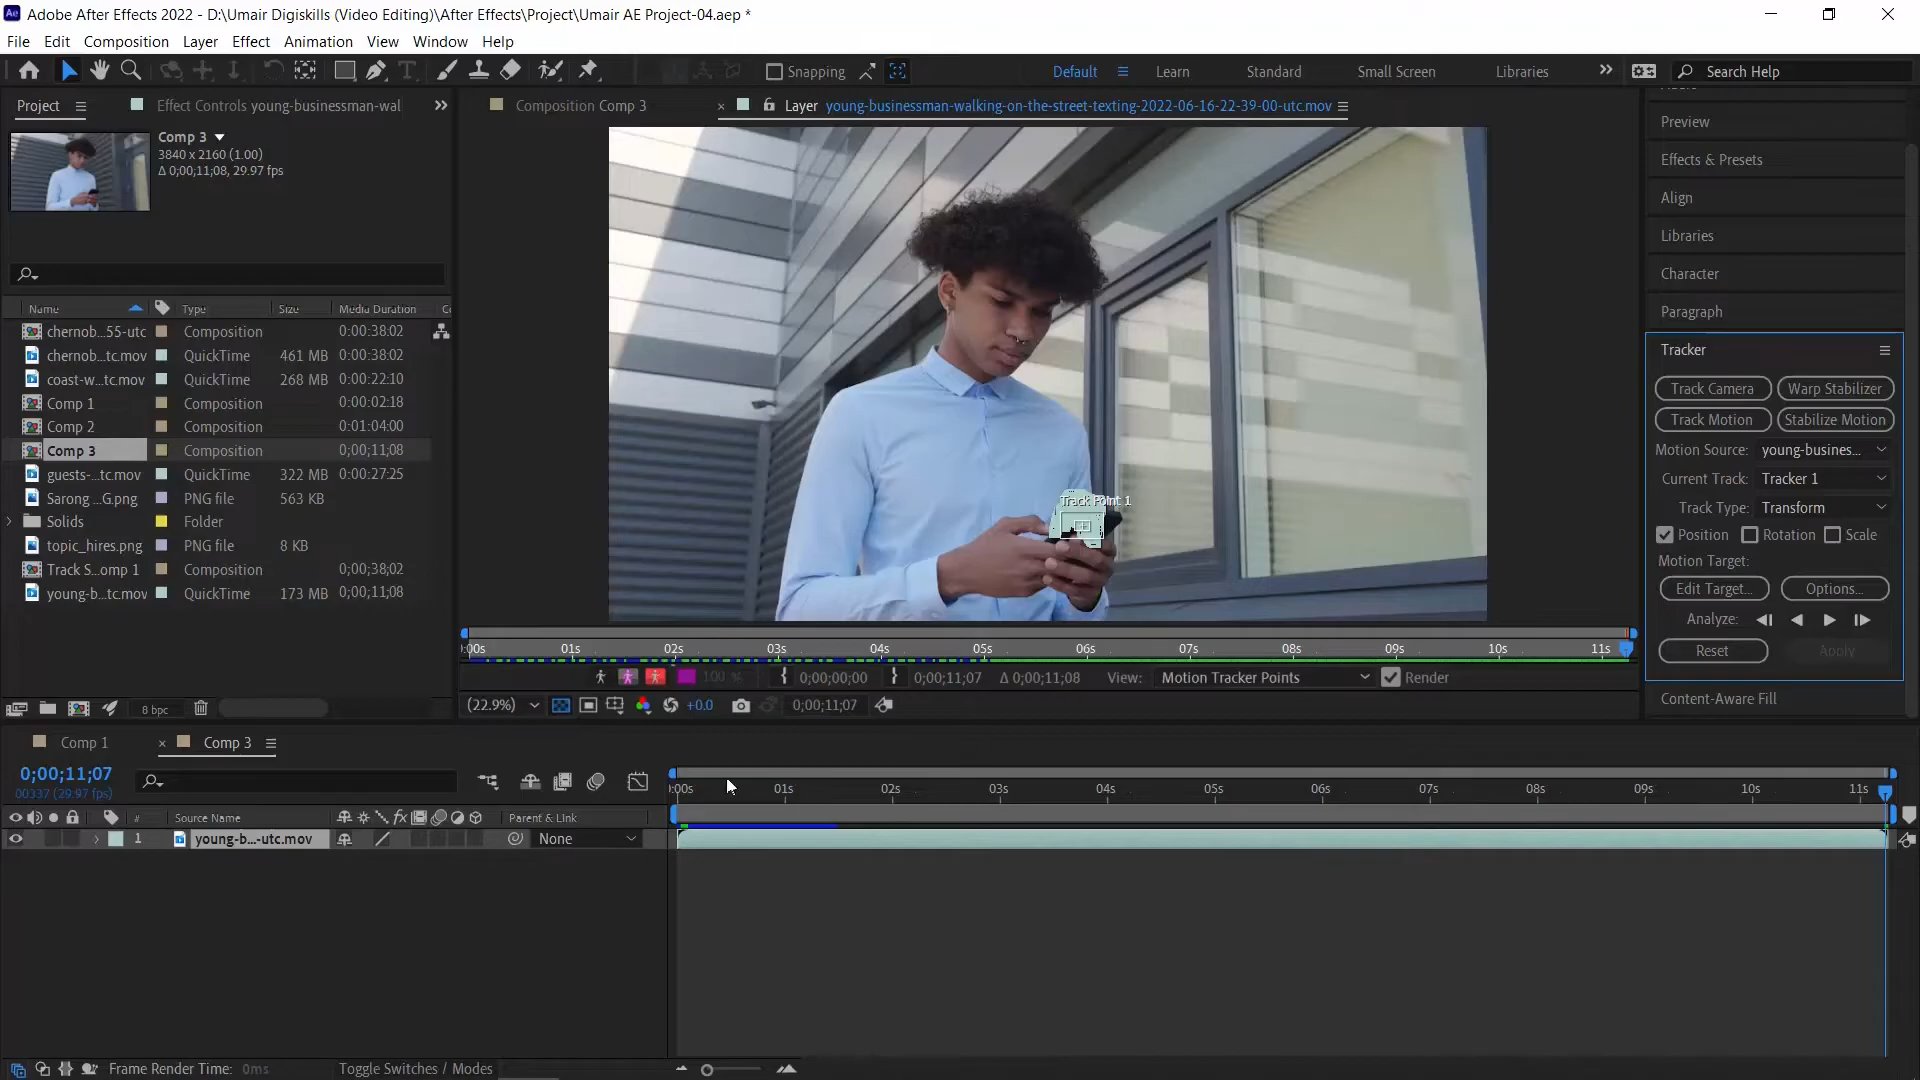 Adobe After Effects 2022 - D:\Umair Digiskills (Video Editing)\After Effects\Project\Umair AE Project-04.aep *
File Edit Composition Layer Effect Animation View Window Help
Snapping Default Learn Standard Small Screen Libraries Search Help
Project Effect Controls young-businessman-wal
Composition Comp 3 Layer young-businessman-walking-on-the-street-texting-2022-06-16-22-39-00-utc.mov
Comp 3
3840 x 2160 (1.00)
Δ 0;00;11;08, 29.97 fps
Name Type Size Media Duration
chernob...55-utc Composition 0:00:38:02
chernob...tc.mov QuickTime 461 MB 0:00:38:02
coast-w...tc.mov QuickTime 268 MB 0:00:22:10
Comp 1 Composition 0:00:02:18
Comp 2 Composition 0:01:04:00
Comp 3 Composition 0;00;11;08
guests-...tc.mov QuickTime 322 MB 0:00:27:25
Sarong ...G.png PNG file 563 KB
Solids Folder
topic_hires.png PNG file 8 KB
Track S...omp 1 Composition 0;00;38;02
young-b...tc.mov QuickTime 173 MB 0;00;11;08
8 bpc
Track Point 1
:00s 01s 02s 03s 04s 05s 06s 07s 08s 09s 10s 11s
100 % 0;00;00;00 0;00;11;07 Δ 0;00;11;08 View: Motion Tracker Points Render
(22.9%) +0.0 0;00;11;07
Preview
Effects & Presets
Align
Libraries
Character
Paragraph
Tracker
Track Camera Warp Stabilizer
Track Motion Stabilize Motion
Motion Source: young-busines...
Current Track: Tracker 1
Track Type: Transform
Position Rotation Scale
Motion Target:
Edit Target... Options...
Analyze:
Reset Apply
Content-Aware Fill
Comp 1 Comp 3
0;00;11;07
00337 (29.97 fps)
:00s 01s 02s 03s 04s 05s 06s 07s 08s 09s 10s 11s
# Source Name Parent & Link
1 young-b...-utc.mov None
Frame Render Time: 0ms Toggle Switches / Modes